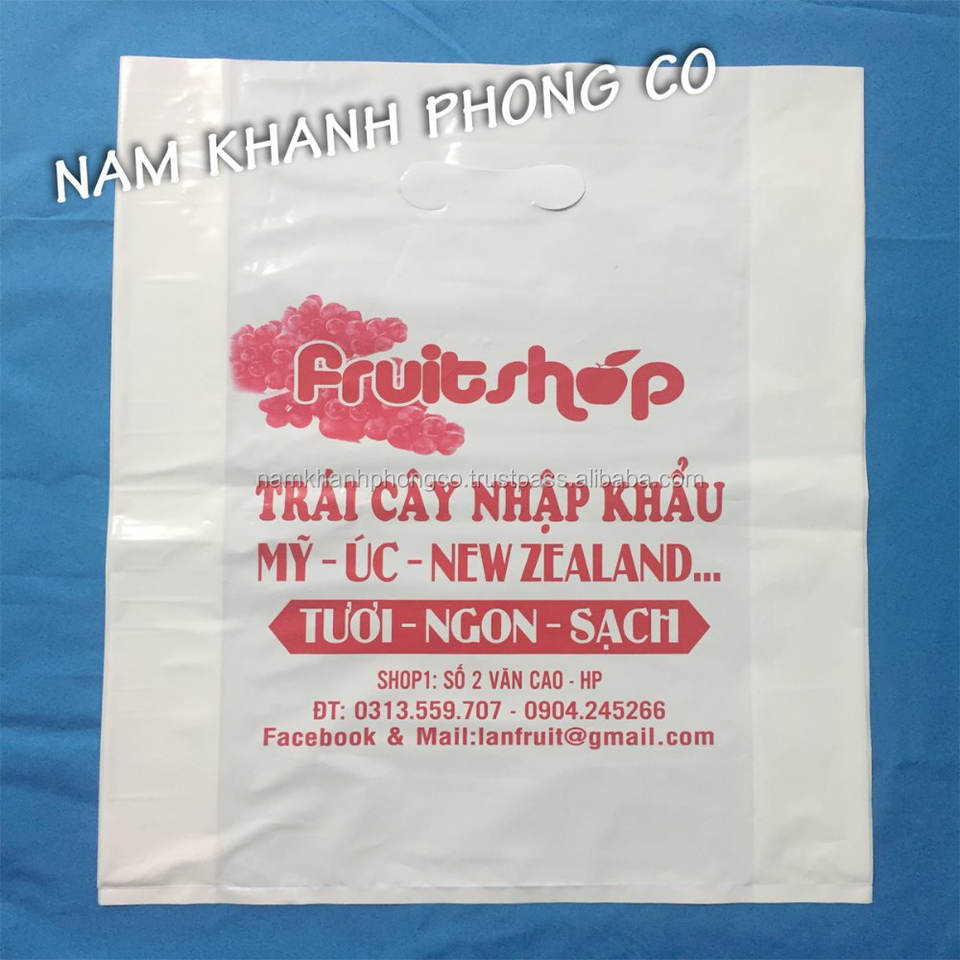 NAM KHANH PHONG CO
fruitshop
namkhanhphongco.trustpass.alibaba.com
TRÁI CÂY NHẬP KHẨU
MỸ - ÚC - NEW ZEALAND...
TƯƠI - NGON - SẠCH
SHOP1: SỐ 2 VĂN CAO - HP
ĐT: 0313.559.707 - 0904.245266
Facebook & Mail:lanfruit@gmail.com